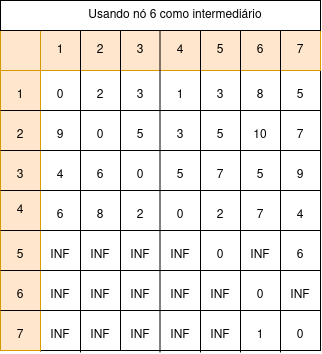 Usando nó 6 como intermediário
1 2 3 4 5 6 7
1 0 2 3 1 3 8 5
2 9 0 5 3 5 10 7
3 4 6 0 5 7 5 9
4 6 8 2 0 2 7 4
5 INF INF INF INF 0 INF 6
6 INF INF INF INF INF 0 INF
7 INF INF INF INF INF 1 0